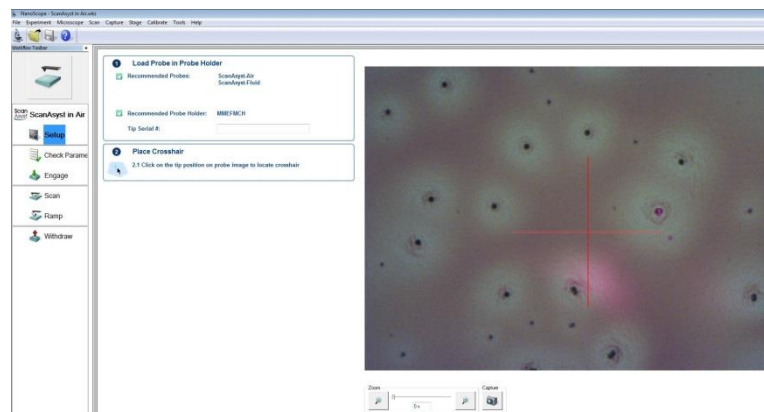 NanoScope - ScanAsyst in Air.wks
File Experiment Microscope Scan Capture Stage Calibrate Tools Help
Workflow Toolbar
ScanAsyst in Air
Setup
Check Parame
Engage
Scan
Ramp
Withdraw
1 Load Probe in Probe Holder
Recommended Probes: ScanAsyst-Air
ScanAsyst-Fluid
Recommended Probe Holder: MMEFMCH
Tip Serial #:
2 Place Crosshair
2.1 Click on the tip position on probe image to locate crosshair
Zoom
Capture